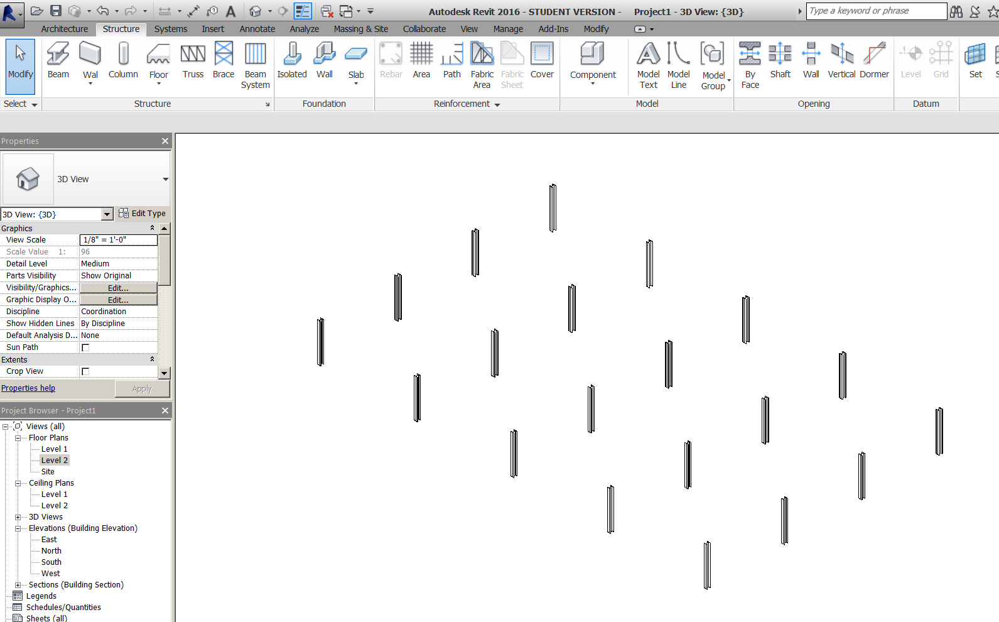 Autodesk Revit 2016 - STUDENT VERSION - Project1 - 3D View: {3D}
Type a keyword or phrase
Architecture Structure Systems Insert Annotate Analyze Massing & Site Collaborate View Manage Add-Ins Modify
Modify Beam Wall Column Floor Truss Brace Beam System Isolated Wall Slab Rebar Area Path Fabric Area Fabric Sheet Cover Component Model Text Model Line Model Group By Face Shaft Wall Vertical Dormer Level Grid Set S
Select Structure Foundation Reinforcement Model Opening Datum
Properties
3D View
3D View: {3D} Edit Type
Graphics
View Scale 1/8" = 1'-0"
Scale Value 1: 96
Detail Level Medium
Parts Visibility Show Original
Visibility/Graphics... Edit...
Graphic Display O... Edit...
Discipline Coordination
Show Hidden Lines By Discipline
Default Analysis D... None
Sun Path
Extents
Crop View
Properties help Apply
Project Browser - Project1
Views (all)
Floor Plans
Level 1
Level 2
Site
Ceiling Plans
Level 1
Level 2
3D Views
Elevations (Building Elevation)
East
North
South
West
Sections (Building Section)
Legends
Schedules/Quantities
Sheets (all)